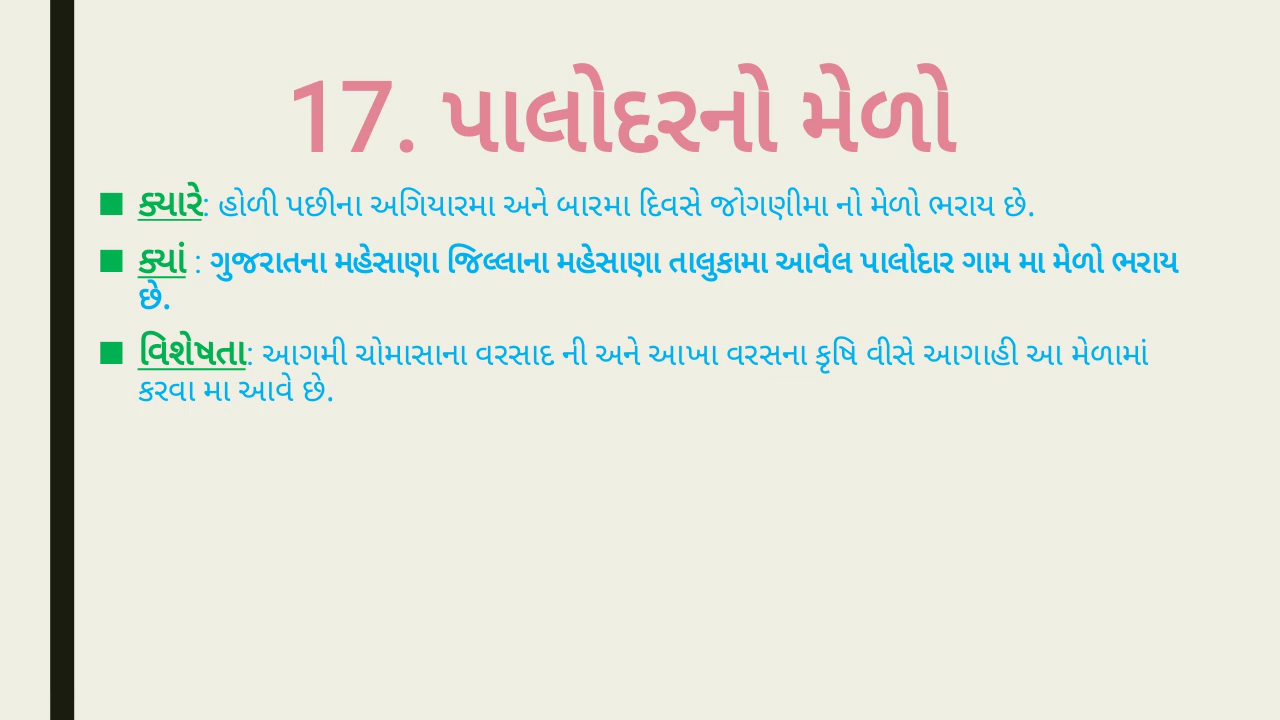 17. પાલોદરનો મેળો
■ ક્યારે: હોળી પછીના અગિયારમા અને બારમા દિવસે જોગણીમા નો મેળો ભરાય છે.
■ ક્યાં : ગુજરાતના મહેસાણા જિલ્લાના મહેસાણા તાલુકામા આવેલ પાલોદાર ગામ મા મેળો ભરાય
છે.
■ વિશેષતા: આગમી ચોમાસાના વરસાદ ની અને આખા વરસના કૃષિ વીસે આગાહી આ મેળામાં
કરવા મા આવે છે.